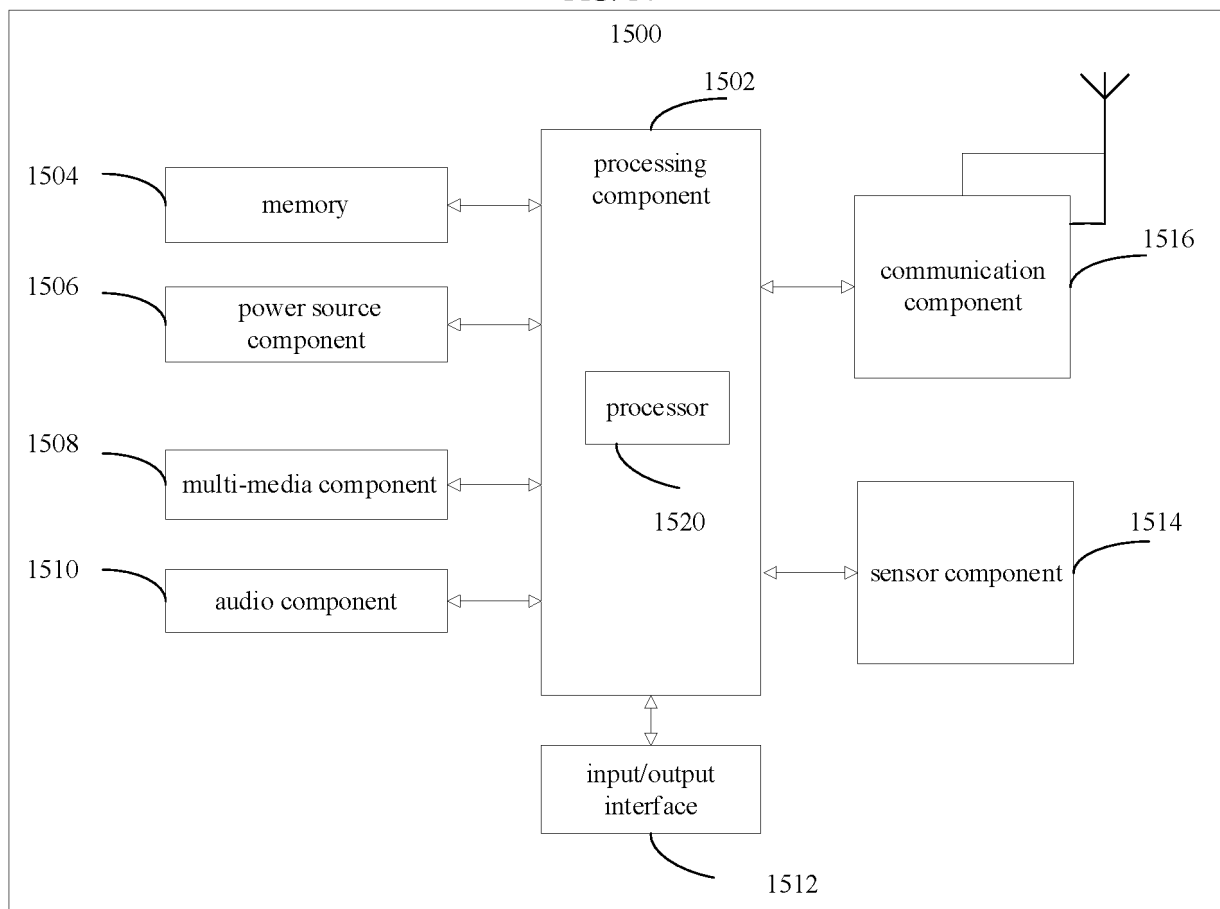 1500
1502
processing
component
1504
memory
1516
communication
component
1506
power source
component
processor
1508
multi-media component
1520
1514
sensor component
1510
audio component
input/output
interface
1512